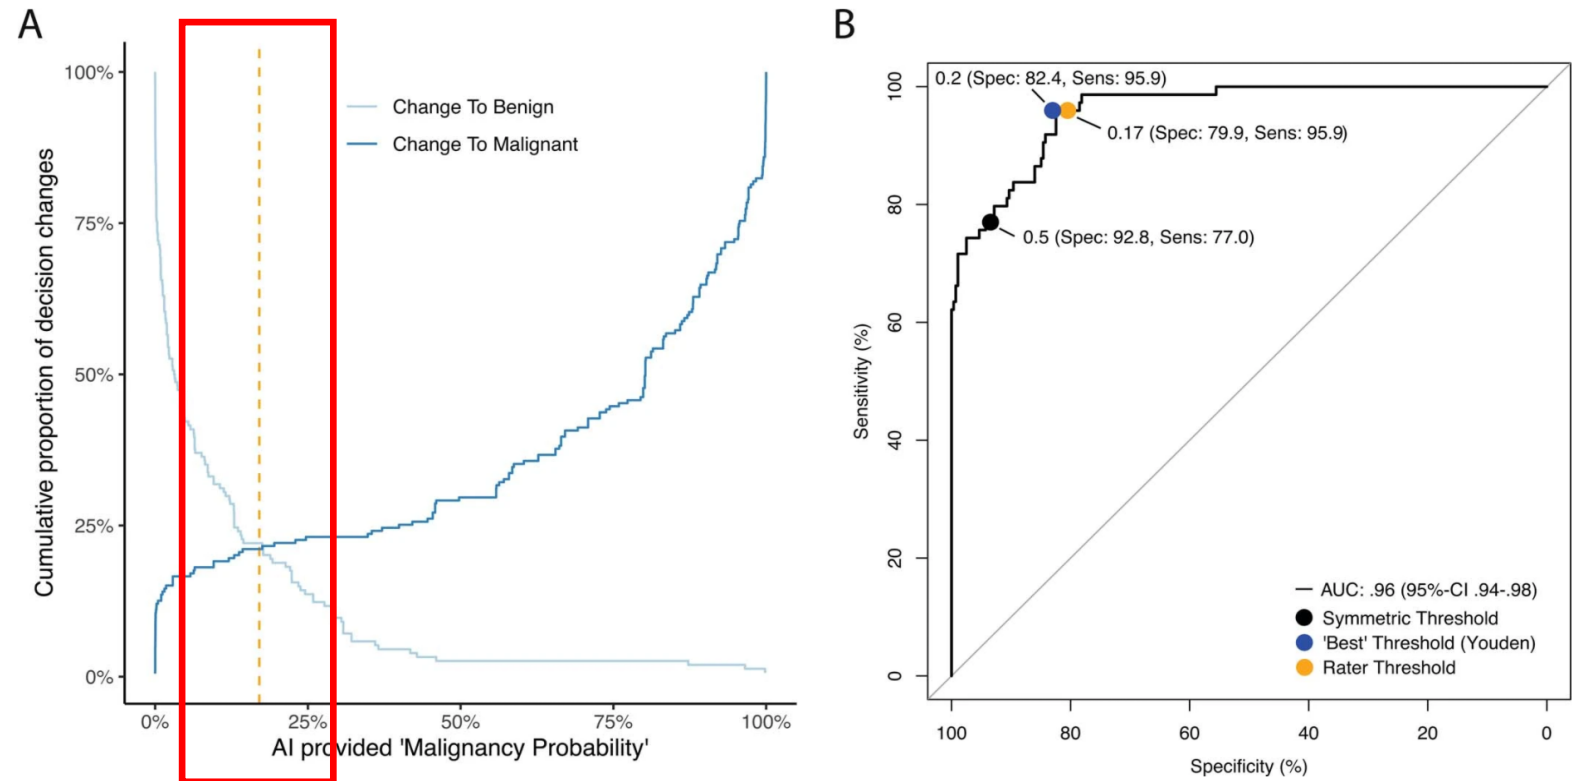 A
Cumulative proportion of decision changes
100%
75%
50%
25%
0%
Change To Benign
Change To Malignant
0%
25%
50%
75%
100%
AI provided 'Malignancy Probability'
B
Sensitivity (%)
100
80
60
40
20
0
0.2 (Spec: 82.4, Sens: 95.9)
0.17 (Spec: 79.9, Sens: 95.9)
0.5 (Spec: 92.8, Sens: 77.0)
AUC: .96 (95%-CI .94-.98)
Symmetric Threshold
'Best' Threshold (Youden)
Rater Threshold
100
80
60
40
20
0
Specificity (%)